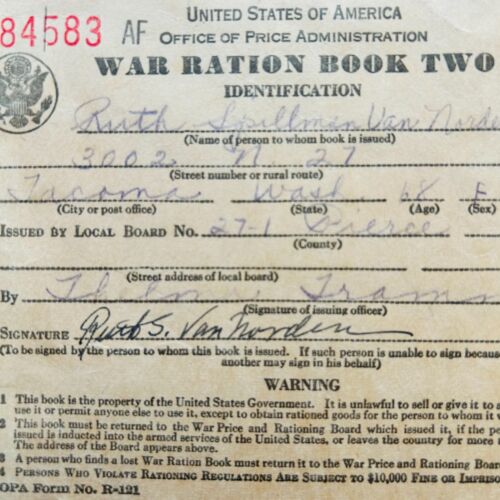 84583 AF UNITED STATES OF AMERICA
OFFICE OF PRICE ADMINISTRATION
WAR RATION BOOK TWO
IDENTIFICATION
Ruth Spillman Van Norde
(Name of person to whom book is issued)
3002 N. 27
(Street number or rural route)
Tacoma Wash. 68 F
(City or post office) (State) (Age) (Sex)
ISSUED BY LOCAL BOARD NO. 27-1 Pierce
(County)
(Street address of local board)
By
(Signature of issuing officer)
SIGNATURE Ruth S. Van Norden
(To be signed by the person to whom this book is issued. If such person is unable to sign becaus
another may sign in his behalf)
WARNING
1 This book is the property of the United States Government. It is unlawful to sell or give it to a
use it or permit anyone else to use it, except to obtain rationed goods for the person to whom it w
2 This book must be returned to the War Price and Rationing Board which issued it, if the pe
issued is inducted into the armed services of the United States, or leaves the country for more t
The address of the Board appears above.
3 A person who finds a lost War Ration Book must return it to the War Price and Rationing Board
4 PERSONS WHO VIOLATE RATIONING REGULATIONS ARE SUBJECT TO $10,000 FINE OR IMPRISO
OPA Form No. R-121